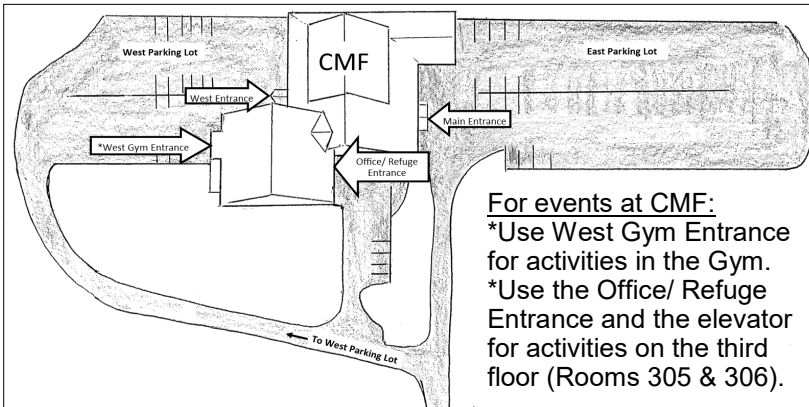 West Parking Lot
CMF
East Parking Lot
West Entrance
Main Entrance
*West Gym Entrance
Office/ Refuge
Entrance
For events at CMF:
*Use West Gym Entrance
for activities in the Gym.
*Use the Office/ Refuge
Entrance and the elevator
for activities on the third
floor (Rooms 305 & 306).
To West Parking Lot